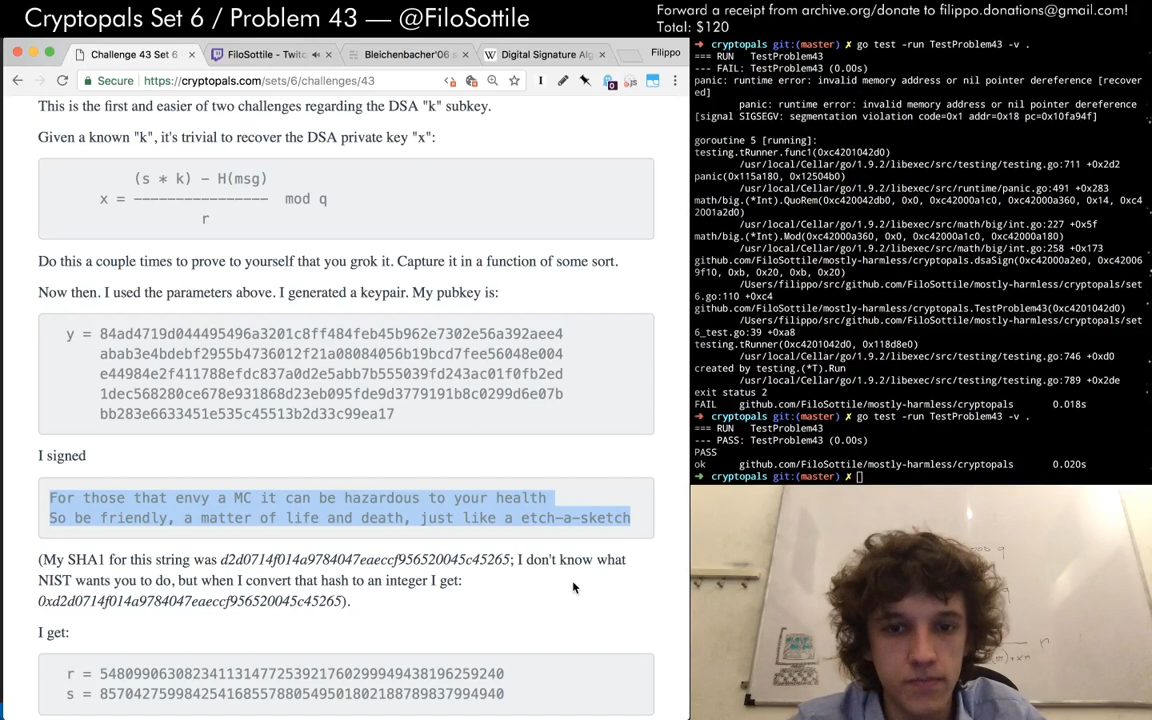 Cryptopals Set 6 / Problem 43 — @FiloSottile
Forward a receipt from archive.org/donate to filippo.donations@gmail.com!
Total: $120
Challenge 43 Set 6
FiloSottile - Twitc
Bleichenbacher'06 s
Digital Signature Alg
Filippo
Secure
https://cryptopals.com/sets/6/challenges/43
This is the first and easier of two challenges regarding the DSA "k" subkey.
Given a known "k", it's trivial to recover the DSA private key "x":
(s * k) - H(msg)
x = ---------------- mod q
r
Do this a couple times to prove to yourself that you grok it. Capture it in a function of some sort.
Now then. I used the parameters above. I generated a keypair. My pubkey is:
y = 84ad4719d044495496a3201c8ff484feb45b962e7302e56a392aee4
abab3e4bdebf2955b4736012f21a08084056b19bcd7fee56048e004
e44984e2f411788efdc837a0d2e5abb7b555039fd243ac01f0fb2ed
1dec568280ce678e931868d23eb095fde9d3779191b8c0299d6e07b
bb283e6633451e535c45513b2d33c99ea17
I signed
For those that envy a MC it can be hazardous to your health
So be friendly, a matter of life and death, just like a etch-a-sketch
(My SHA1 for this string was d2d0714f014a9784047eaeccf956520045c45265; I don't know what
NIST wants you to do, but when I convert that hash to an integer I get:
0xd2d0714f014a9784047eaeccf956520045c45265).
I get:
r = 548099063082341131477253921760299949438196259240
s = 857042759984254168557880549501802188789837994940
➜ cryptopals git:(master) ✗ go test -run TestProblem43 -v .
=== RUN TestProblem43
--- FAIL: TestProblem43 (0.00s)
panic: runtime error: invalid memory address or nil pointer dereference [recover
ed]
panic: runtime error: invalid memory address or nil pointer dereference
[signal SIGSEGV: segmentation violation code=0x1 addr=0x18 pc=0x10fa94f]
goroutine 5 [running]:
testing.tRunner.func1(0xc4201042d0)
/usr/local/Cellar/go/1.9.2/libexec/src/testing/testing.go:711 +0x2d2
panic(0x115a180, 0x12504b0)
/usr/local/Cellar/go/1.9.2/libexec/src/runtime/panic.go:491 +0x283
math/big.(*Int).QuoRem(0xc420042db0, 0xc42000a1c0, 0xc42000a360, 0x14, 0xc4
2001a2d0)
/usr/local/Cellar/go/1.9.2/libexec/src/math/big/int.go:227 +0x5f
math/big.(*Int).Mod(0xc42000a360, 0x0, 0xc42000a1c0, 0xc42000a180)
/usr/local/Cellar/go/1.9.2/libexec/src/math/big/int.go:258 +0x173
github.com/FiloSottile/mostly-harmless/cryptopals.dsaSign(0xc42000a2e0, 0xc42006
9f10, 0xb, 0x20, 0xb, 0x20)
/Users/filippo/src/github.com/FiloSottile/mostly-harmless/cryptopals/set
6.go:110 +0xc4
github.com/FiloSottile/mostly-harmless/cryptopals.TestProblem43(0xc4201042d0)
/Users/filippo/src/github.com/FiloSottile/mostly-harmless/cryptopals/set
6_test.go:39 +0xa8
testing.tRunner(0xc4201042d0, 0x118d8e0)
/usr/local/Cellar/go/1.9.2/libexec/src/testing/testing.go:746 +0xd0
created by testing.(*T).Run
/usr/local/Cellar/go/1.9.2/libexec/src/testing/testing.go:789 +0x2de
exit status 2
FAIL github.com/FiloSottile/mostly-harmless/cryptopals 0.018s
➜ cryptopals git:(master) ✗ go test -run TestProblem43 -v .
=== RUN TestProblem43
--- PASS: TestProblem43 (0.00s)
PASS
ok github.com/FiloSottile/mostly-harmless/cryptopals 0.020s
➜ cryptopals git:(master) ✗